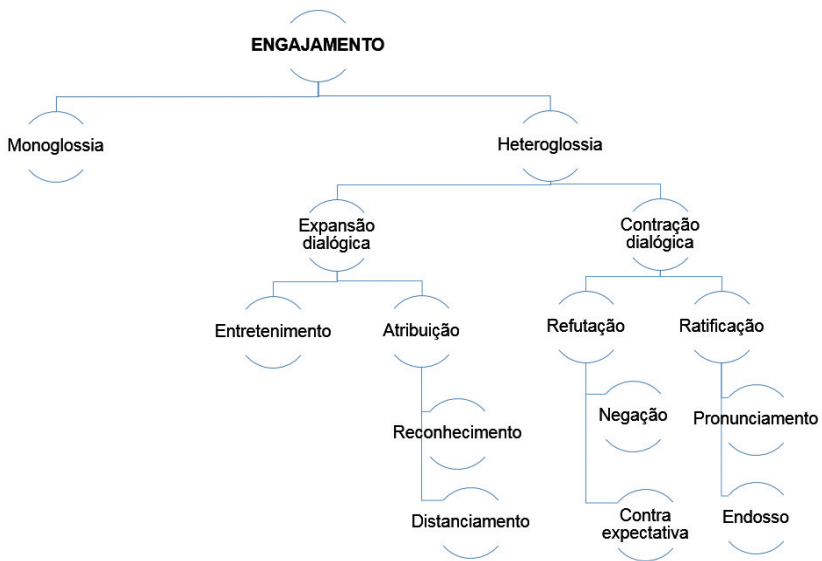 ENGAJAMENTO
Monoglossia
Heteroglossia
Expansão
dialógica
Contração
dialógica
Entretenimento
Atribuição
Refutação
Ratificação
Reconhecimento
Negação
Pronunciamento
Distanciamento
Contra
expectativa
Endosso